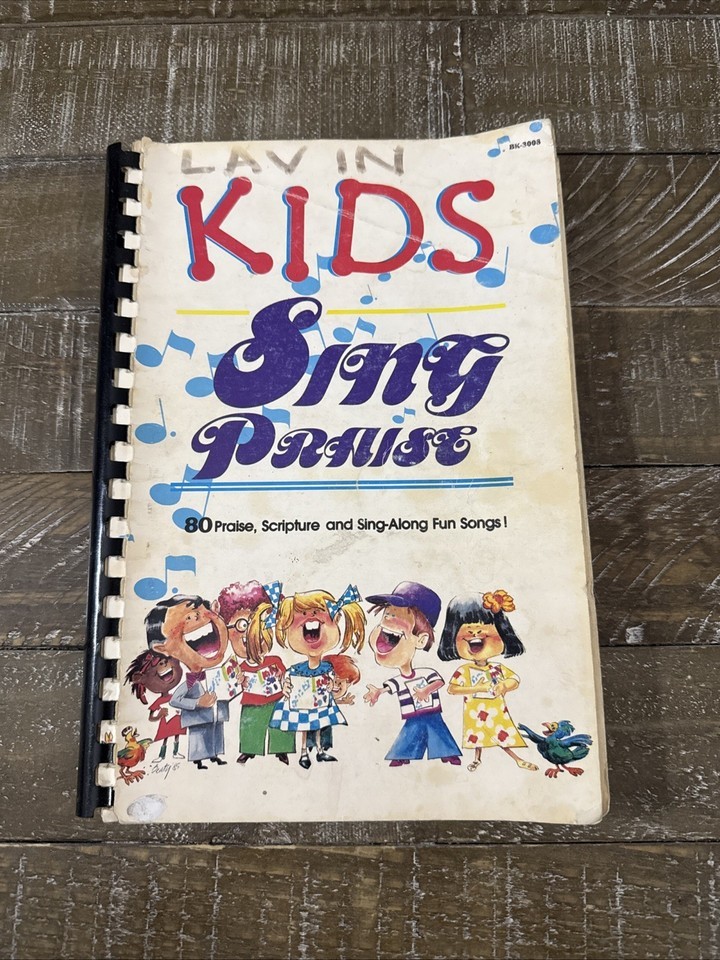 LAVIN
BK-3008
KIDS
Sing
PRAISE
80 Praise, Scripture and Sing-Along Fun Songs!